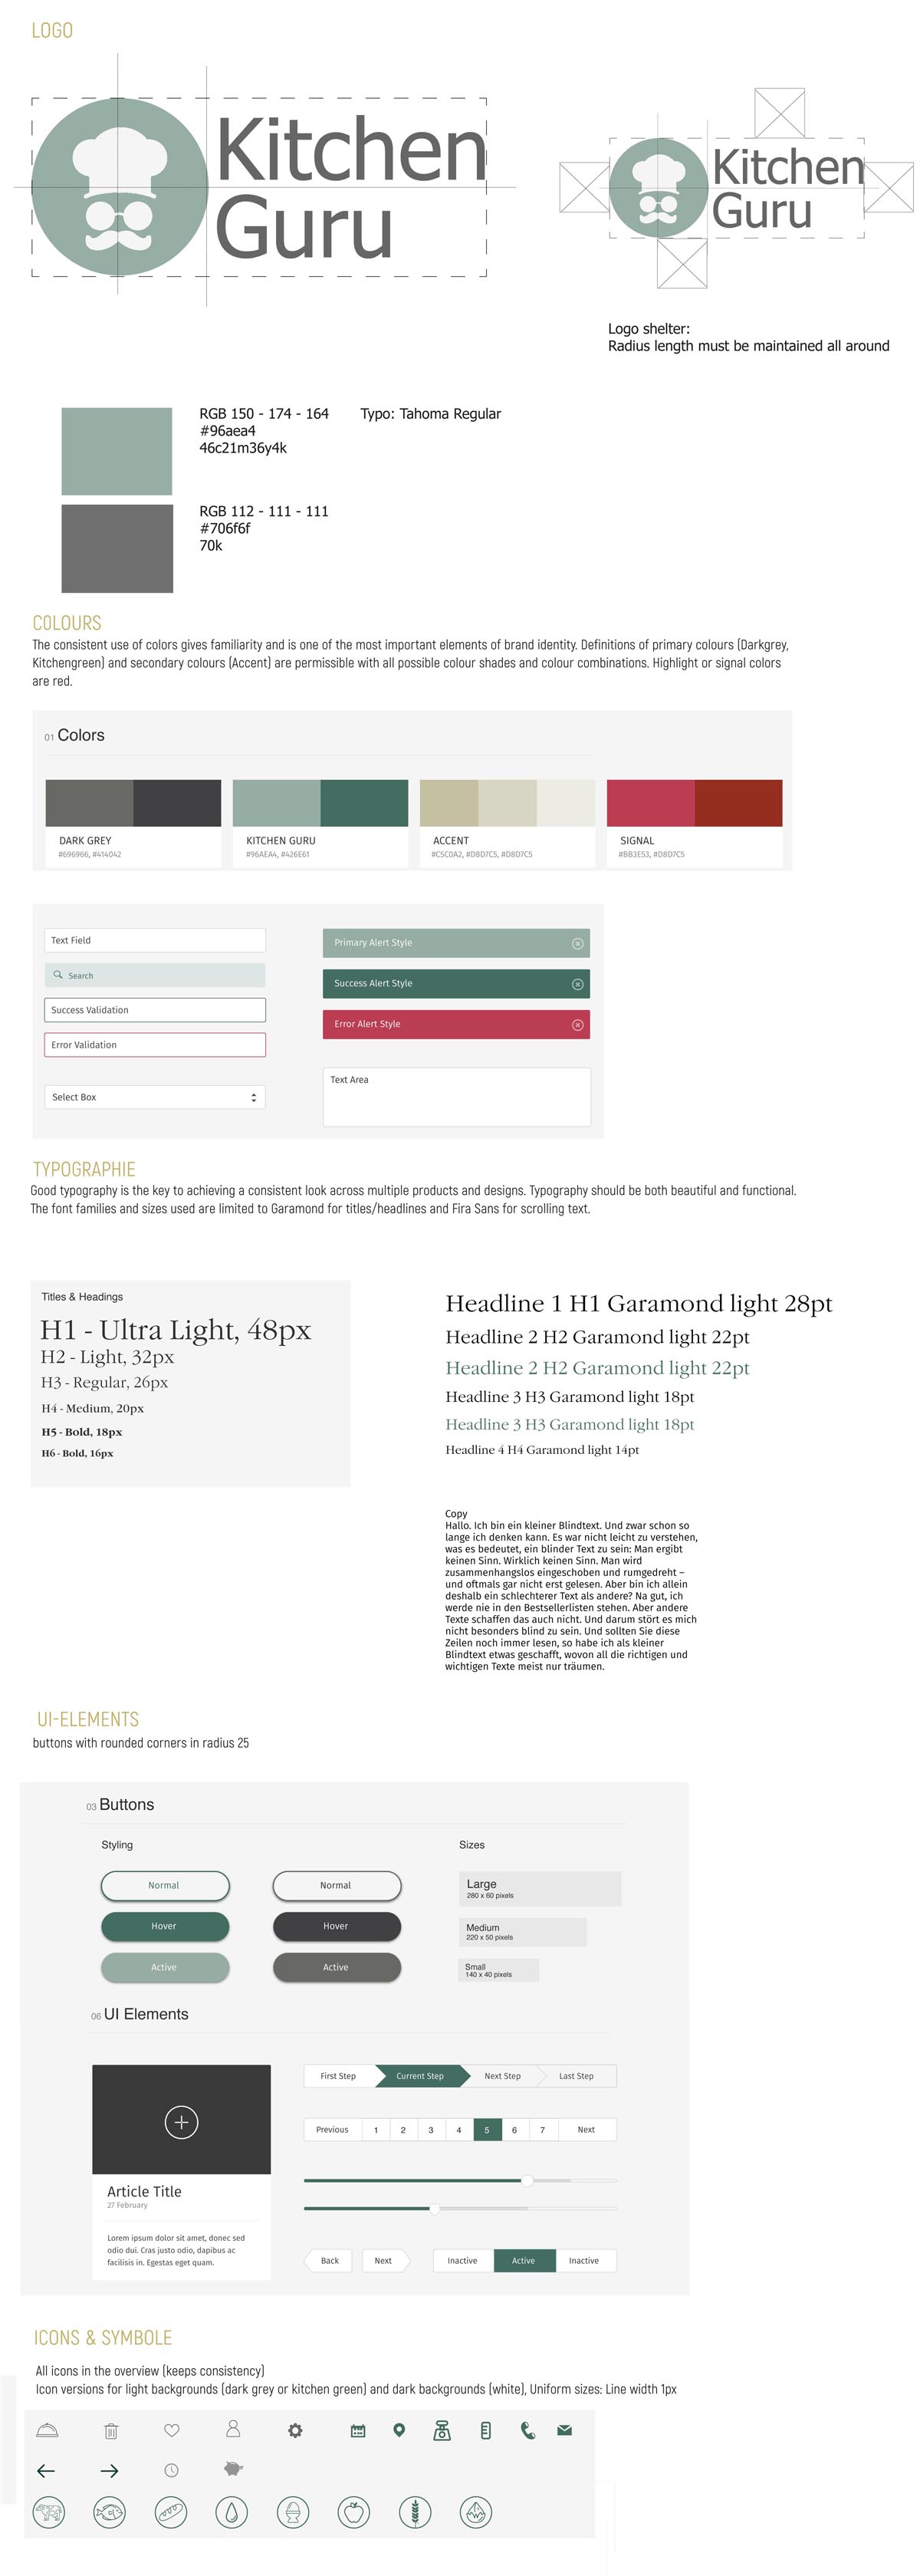 LOGO
Kitchen
Guru
Kitchen
Guru
Logo shelter:
Radius length must be maintained all around
RGB 150 - 174 - 164
#96aea4
46c21m36y4k
Typo: Tahoma Regular
RGB 112 - 111 - 111
#706f6f
70k
COLOURS
The consistent use of colors gives familiarity and is one of the most important elements of brand identity. Definitions of primary colours (Darkgrey,
Kitchengreen) and secondary colours (Accent) are permissible with all possible colour shades and colour combinations. Highlight or signal colors
are red.
01 Colors
DARK GREY
#696966, #414042
KITCHEN GURU
#96AEA4, #426E61
ACCENT
#C5C0A2, #D8D7C5, #D8D7C5
SIGNAL
#BB3E53, #D8D7C5
Text Field
Search
Success Validation
Error Validation
Select Box
Primary Alert Style
Success Alert Style
Error Alert Style
Text Area
TYPOGRAPHIE
Good typography is the key to achieving a consistent look across multiple products and designs. Typography should be both beautiful and functional.
The font families and sizes used are limited to Garamond for titles/headlines and Fira Sans for scrolling text.
Titles & Headings
H1 - Ultra Light, 48px
H2 - Light, 32px
H3 - Regular, 26px
H4 - Medium, 20px
H5 - Bold, 18px
H6 - Bold, 16px
Headline 1 H1 Garamond light 28pt
Headline 2 H2 Garamond light 22pt
Headline 2 H2 Garamond light 22pt
Headline 3 H3 Garamond light 18pt
Headline 3 H3 Garamond light 18pt
Headline 4 H4 Garamond light 14pt
Copy
Hallo. Ich bin ein kleiner Blindtext. Und zwar schon so
lange ich denken kann. Es war nicht leicht zu verstehen,
was es bedeutet, ein blinder Text zu sein: Man ergibt
keinen Sinn. Wirklich keinen Sinn. Man wird
zusammenhangslos eingeschoben und rumgedreht –
und oftmals gar nicht erst gelesen. Aber bin ich allein
deshalb ein schlechterer Text als andere? Na gut, ich
werde nie in den Bestsellerlisten stehen. Aber andere
Texte schaffen das auch nicht. Und darum stört es mich
nicht besonders blind zu sein. Und sollten Sie diese
Zeilen noch immer lesen, so habe ich als kleiner
Blindtext etwas geschafft, wovon all die richtigen und
wichtigen Texte meist nur träumen.
UI-ELEMENTS
buttons with rounded corners in radius 25
03 Buttons
Styling
Normal
Hover
Active
Normal
Hover
Active
Sizes
Large
280 x 60 pixels
Medium
220 x 50 pixels
Small
140 x 40 pixels
06 UI Elements
Article Title
27 February
Lorem ipsum dolor sit amet, donec sed
odio dui. Cras justo odio, dapibus ac
facilisis in. Egestas eget quam.
First Step Current Step Next Step Last Step
Previous 1 2 3 4 5 6 7 Next
Back Next Inactive Active Inactive
ICONS & SYMBOLE
All icons in the overview (keeps consistency)
Icon versions for light backgrounds (dark grey or kitchen green) and dark backgrounds (white), Uniform sizes: Line width 1px